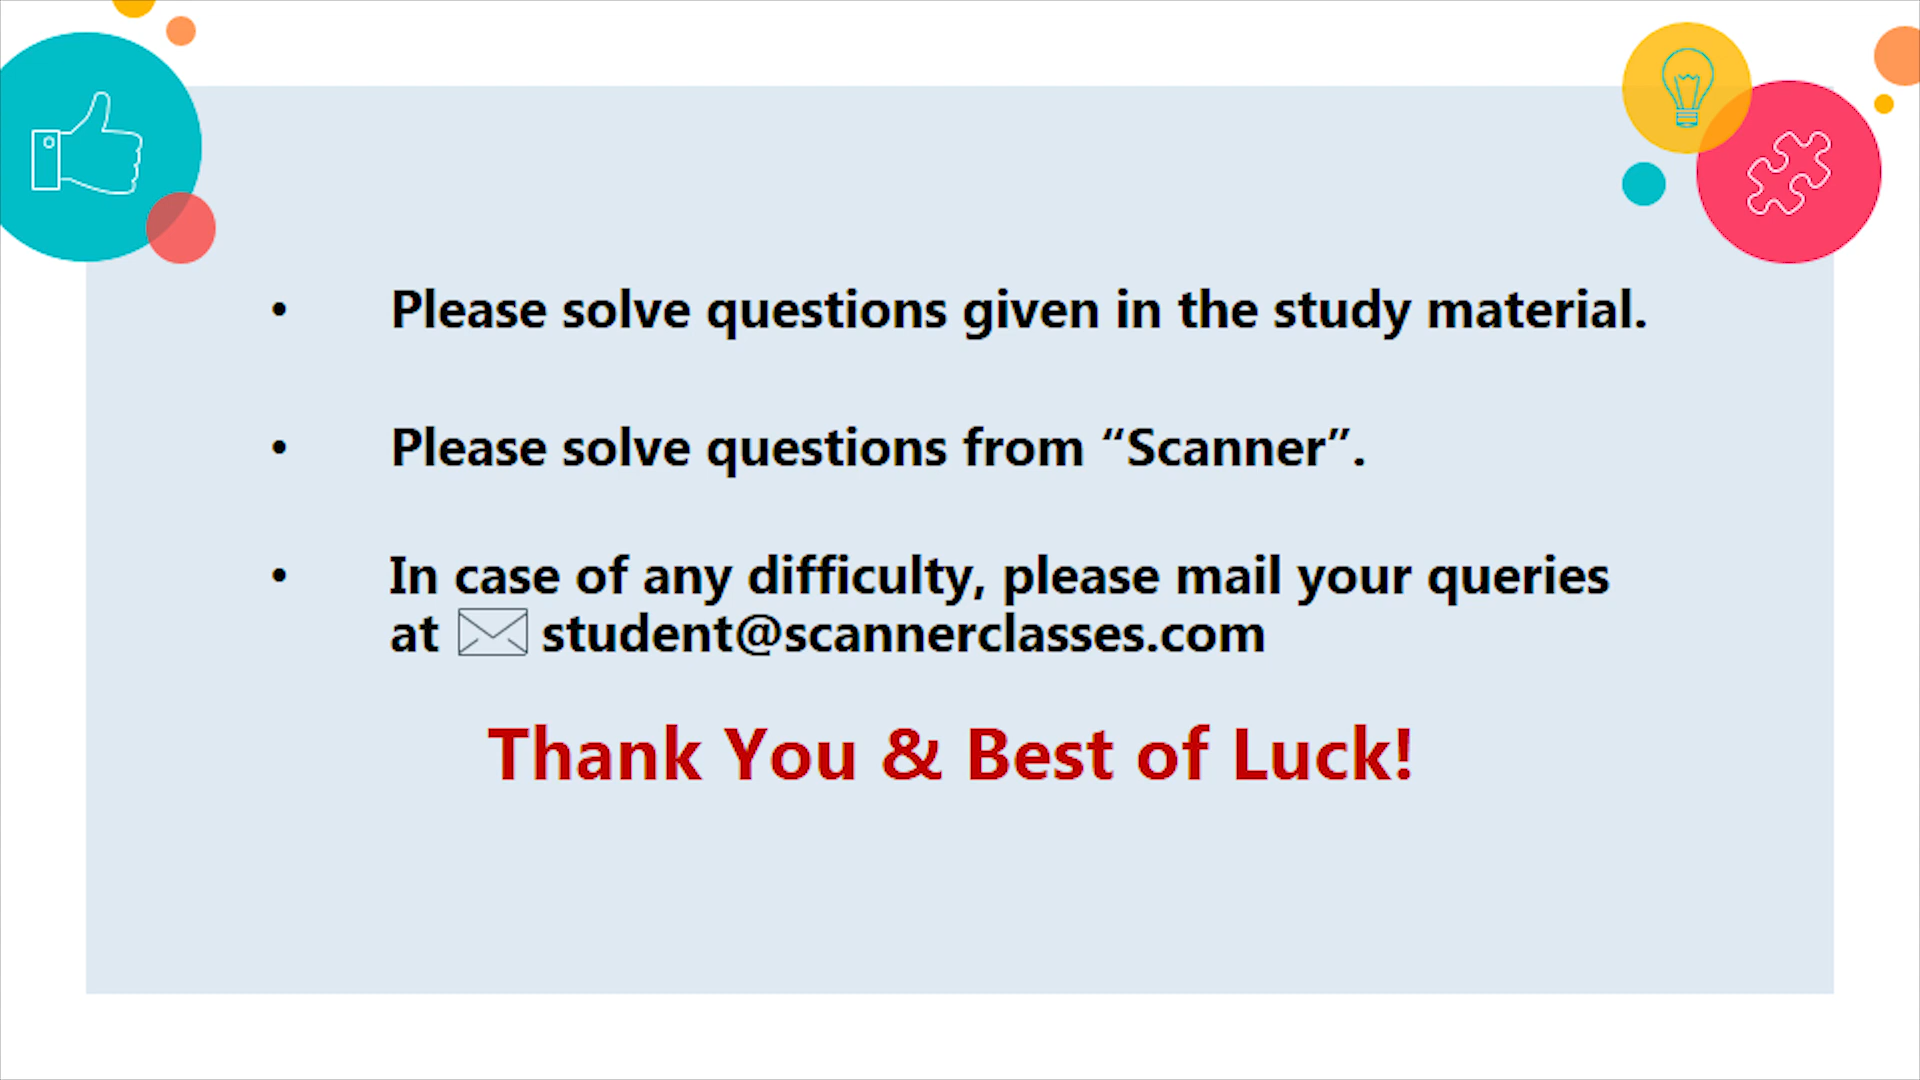 • Please solve questions given in the study material.
• Please solve questions from “Scanner”.
• In case of any difficulty, please mail your queries
at student@scannerclasses.com
Thank You & Best of Luck!